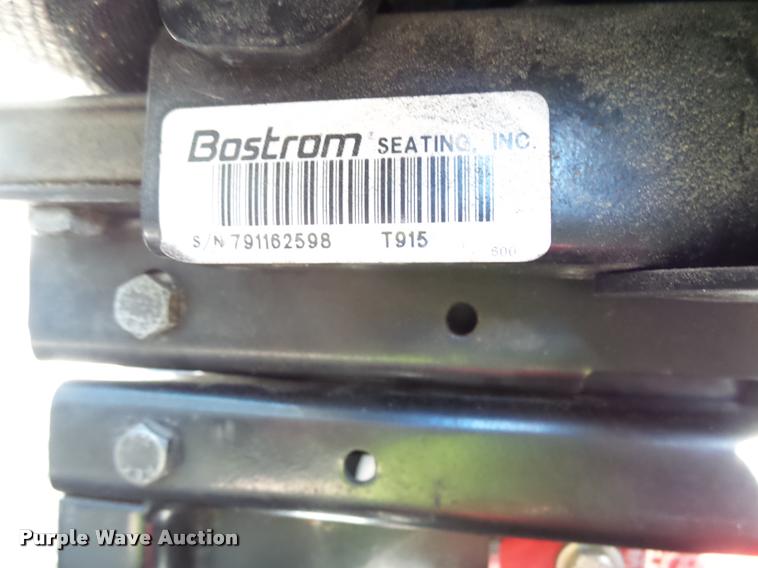 Bostrom SEATING, INC.
S/N 791162598 T915
600
Purple Wave Auction